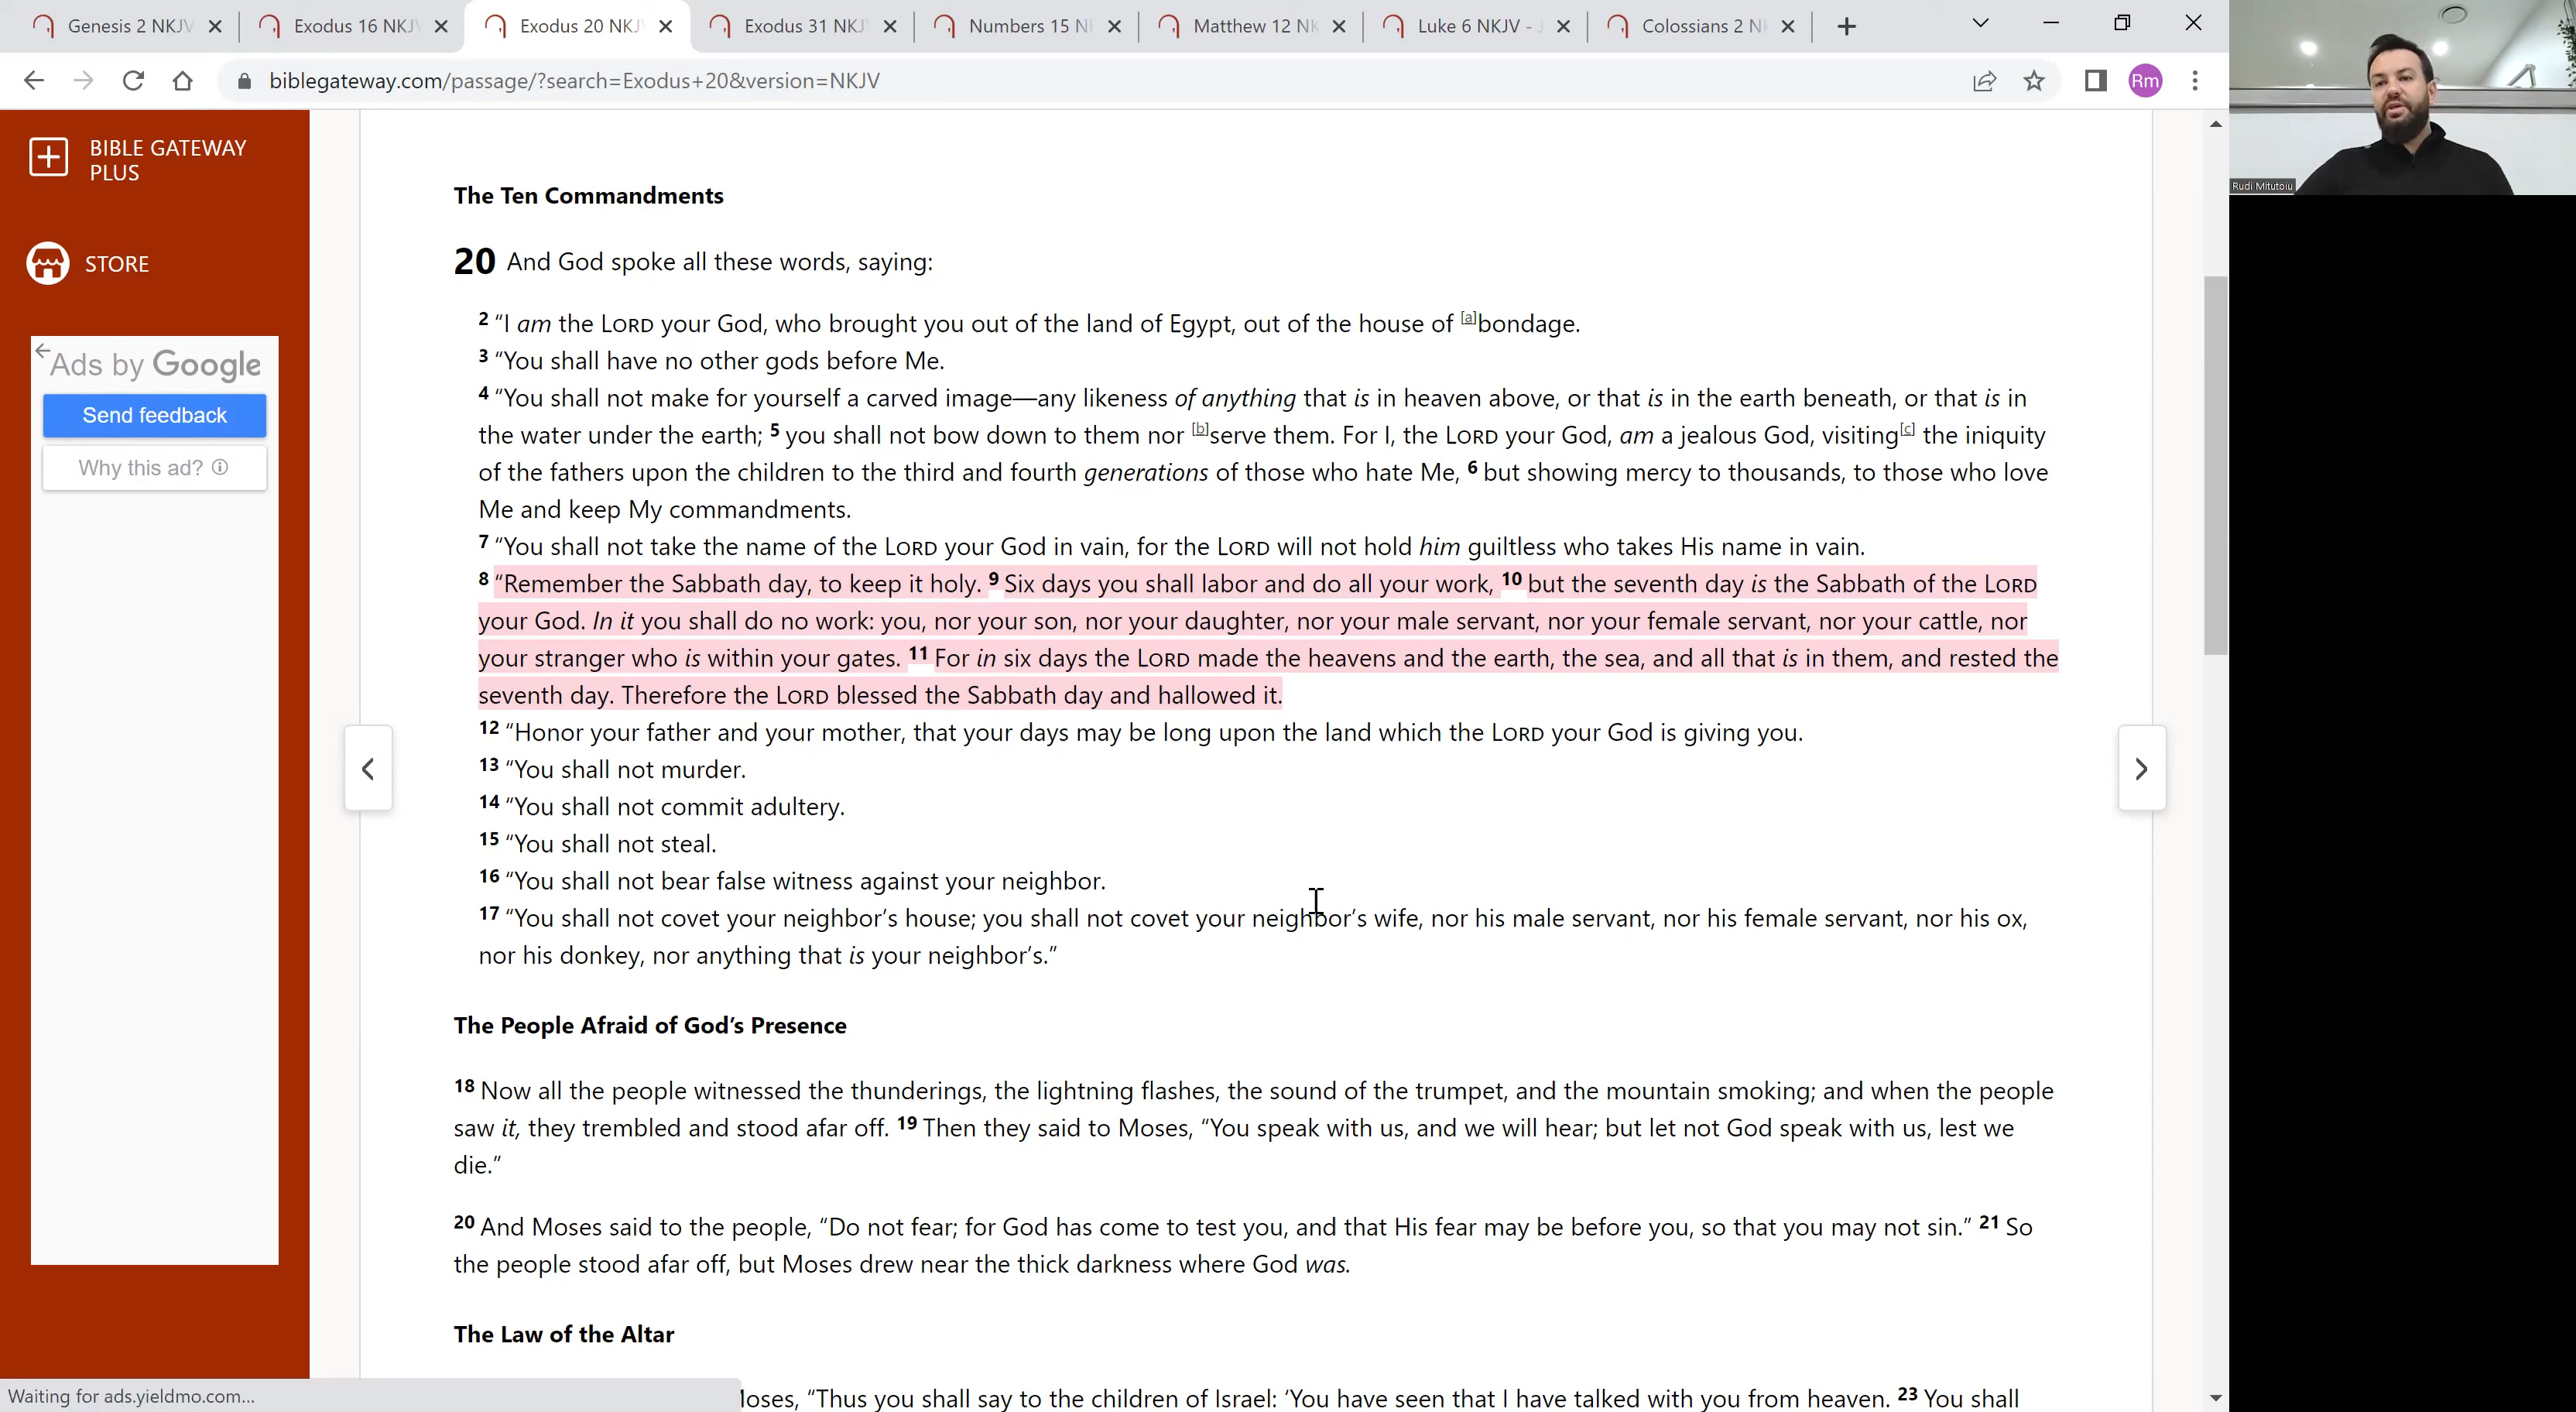 Genesis 2 NKJV
Exodus 16 NKJ
Exodus 20 NKJ
Exodus 31 NKJ
Numbers 15 N
Matthew 12 NK
Luke 6 NKJV -
Colossians 2 N
biblegateway.com/passage/?search=Exodus+20&version=NKJV
Rm
BIBLE GATEWAY
PLUS
STORE
Ads by Google
Send feedback
Why this ad?
The Ten Commandments
20 And God spoke all these words, saying:
2 “I am the LORD your God, who brought you out of the land of Egypt, out of the house of [a]bondage.
3 “You shall have no other gods before Me.
4 “You shall not make for yourself a carved image—any likeness of anything that is in heaven above, or that is in the earth beneath, or that is in
the water under the earth; 5 you shall not bow down to them nor [b]serve them. For I, the LORD your God, am a jealous God, visiting[c] the iniquity
of the fathers upon the children to the third and fourth generations of those who hate Me, 6 but showing mercy to thousands, to those who love
Me and keep My commandments.
7 “You shall not take the name of the LORD your God in vain, for the LORD will not hold him guiltless who takes His name in vain.
8 “Remember the Sabbath day, to keep it holy. 9 Six days you shall labor and do all your work, 10 but the seventh day is the Sabbath of the LORD
your God. In it you shall do no work: you, nor your son, nor your daughter, nor your male servant, nor your female servant, nor your cattle, nor
your stranger who is within your gates. 11 For in six days the LORD made the heavens and the earth, the sea, and all that is in them, and rested the
seventh day. Therefore the LORD blessed the Sabbath day and hallowed it.
12 “Honor your father and your mother, that your days may be long upon the land which the LORD your God is giving you.
13 “You shall not murder.
14 “You shall not commit adultery.
15 “You shall not steal.
16 “You shall not bear false witness against your neighbor.
17 “You shall not covet your neighbor’s house; you shall not covet your neighbor’s wife, nor his male servant, nor his female servant, nor his ox,
nor his donkey, nor anything that is your neighbor’s.”
The People Afraid of God’s Presence
18 Now all the people witnessed the thunderings, the lightning flashes, the sound of the trumpet, and the mountain smoking; and when the people
saw it, they trembled and stood afar off. 19 Then they said to Moses, “You speak with us, and we will hear; but let not God speak with us, lest we
die.”
20 And Moses said to the people, “Do not fear; for God has come to test you, and that His fear may be before you, so that you may not sin.” 21 So
the people stood afar off, but Moses drew near the thick darkness where God was.
The Law of the Altar
oses, “Thus you shall say to the children of Israel: ‘You have seen that I have talked with you from heaven. 23 You shall
Waiting for ads.yieldmo.com...
Rudi Mitutoiu